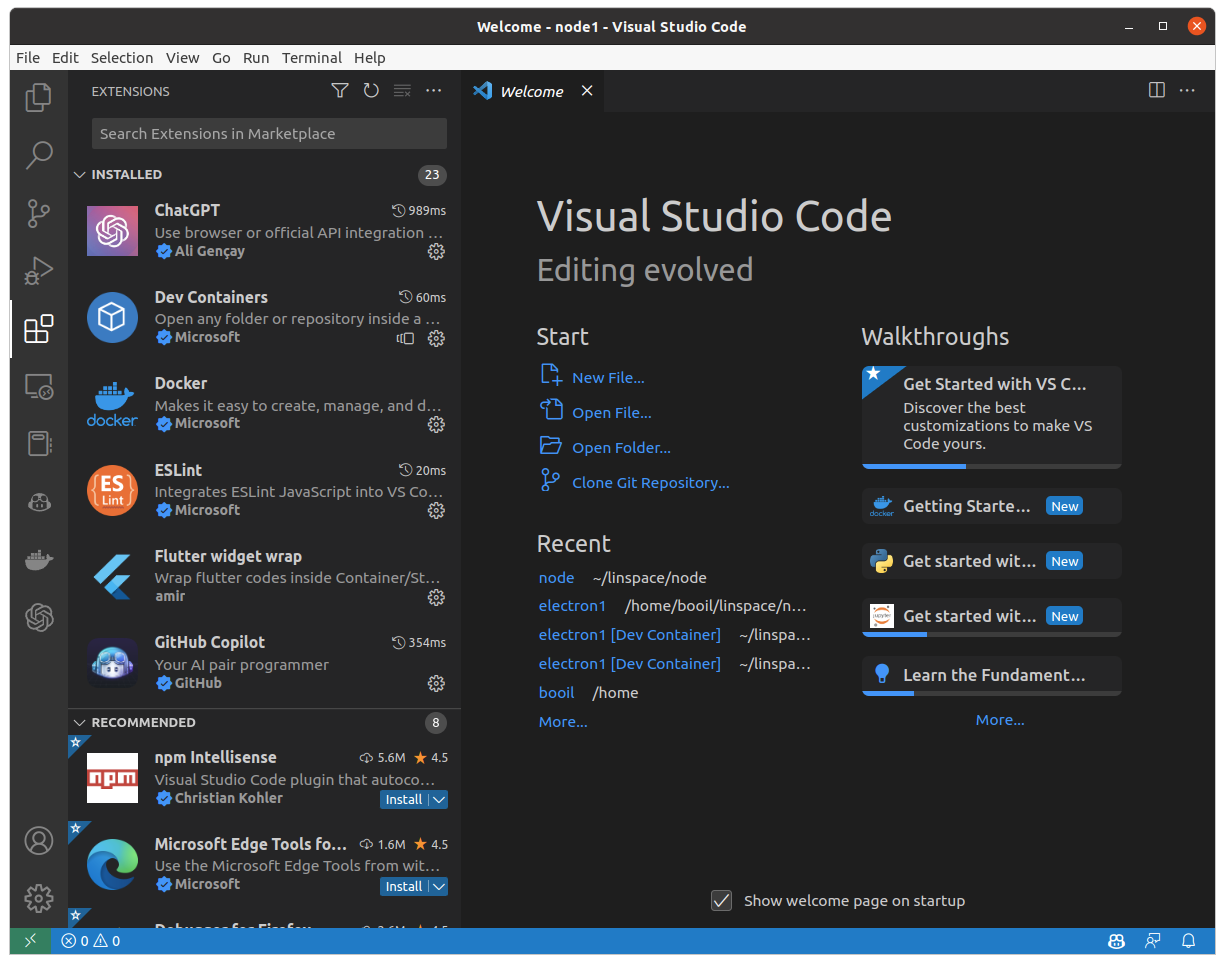 Welcome - node1 - Visual Studio Code
File Edit Selection View Go Run Terminal Help
EXTENSIONS
Welcome
Search Extensions in Marketplace
INSTALLED 23
ChatGPT 989ms
Use browser or official API integration ...
Ali Gençay
Dev Containers 60ms
Open any folder or repository inside a ...
Microsoft
docker
Docker
Makes it easy to create, manage, and d...
Microsoft
ES
Lint
ESLint 20ms
Integrates ESLint JavaScript into VS Co...
Microsoft
Flutter widget wrap
Wrap flutter codes inside Container/St...
amir
GitHub Copilot 354ms
Your AI pair programmer
GitHub
RECOMMENDED 8
npm
npm Intellisense 5.6M 4.5
Visual Studio Code plugin that autoco...
Christian Kohler Install
Microsoft Edge Tools fo... 1.6M 4.5
Use the Microsoft Edge Tools from wit...
Microsoft Install
Visual Studio Code
Editing evolved
Start
New File...
Open File...
Open Folder...
Clone Git Repository...
Recent
node ~/linspace/node
electron1 /home/booil/linspace/n...
electron1 [Dev Container] ~/linspa...
electron1 [Dev Container] ~/linspa...
booil /home
More...
Walkthroughs
Get Started with VS C...
Discover the best
customizations to make VS
Code yours.
docker
Getting Starte... New
Get started wit... New
jupyter
Get started wit... New
Learn the Fundament...
More...
Show welcome page on startup
0 0